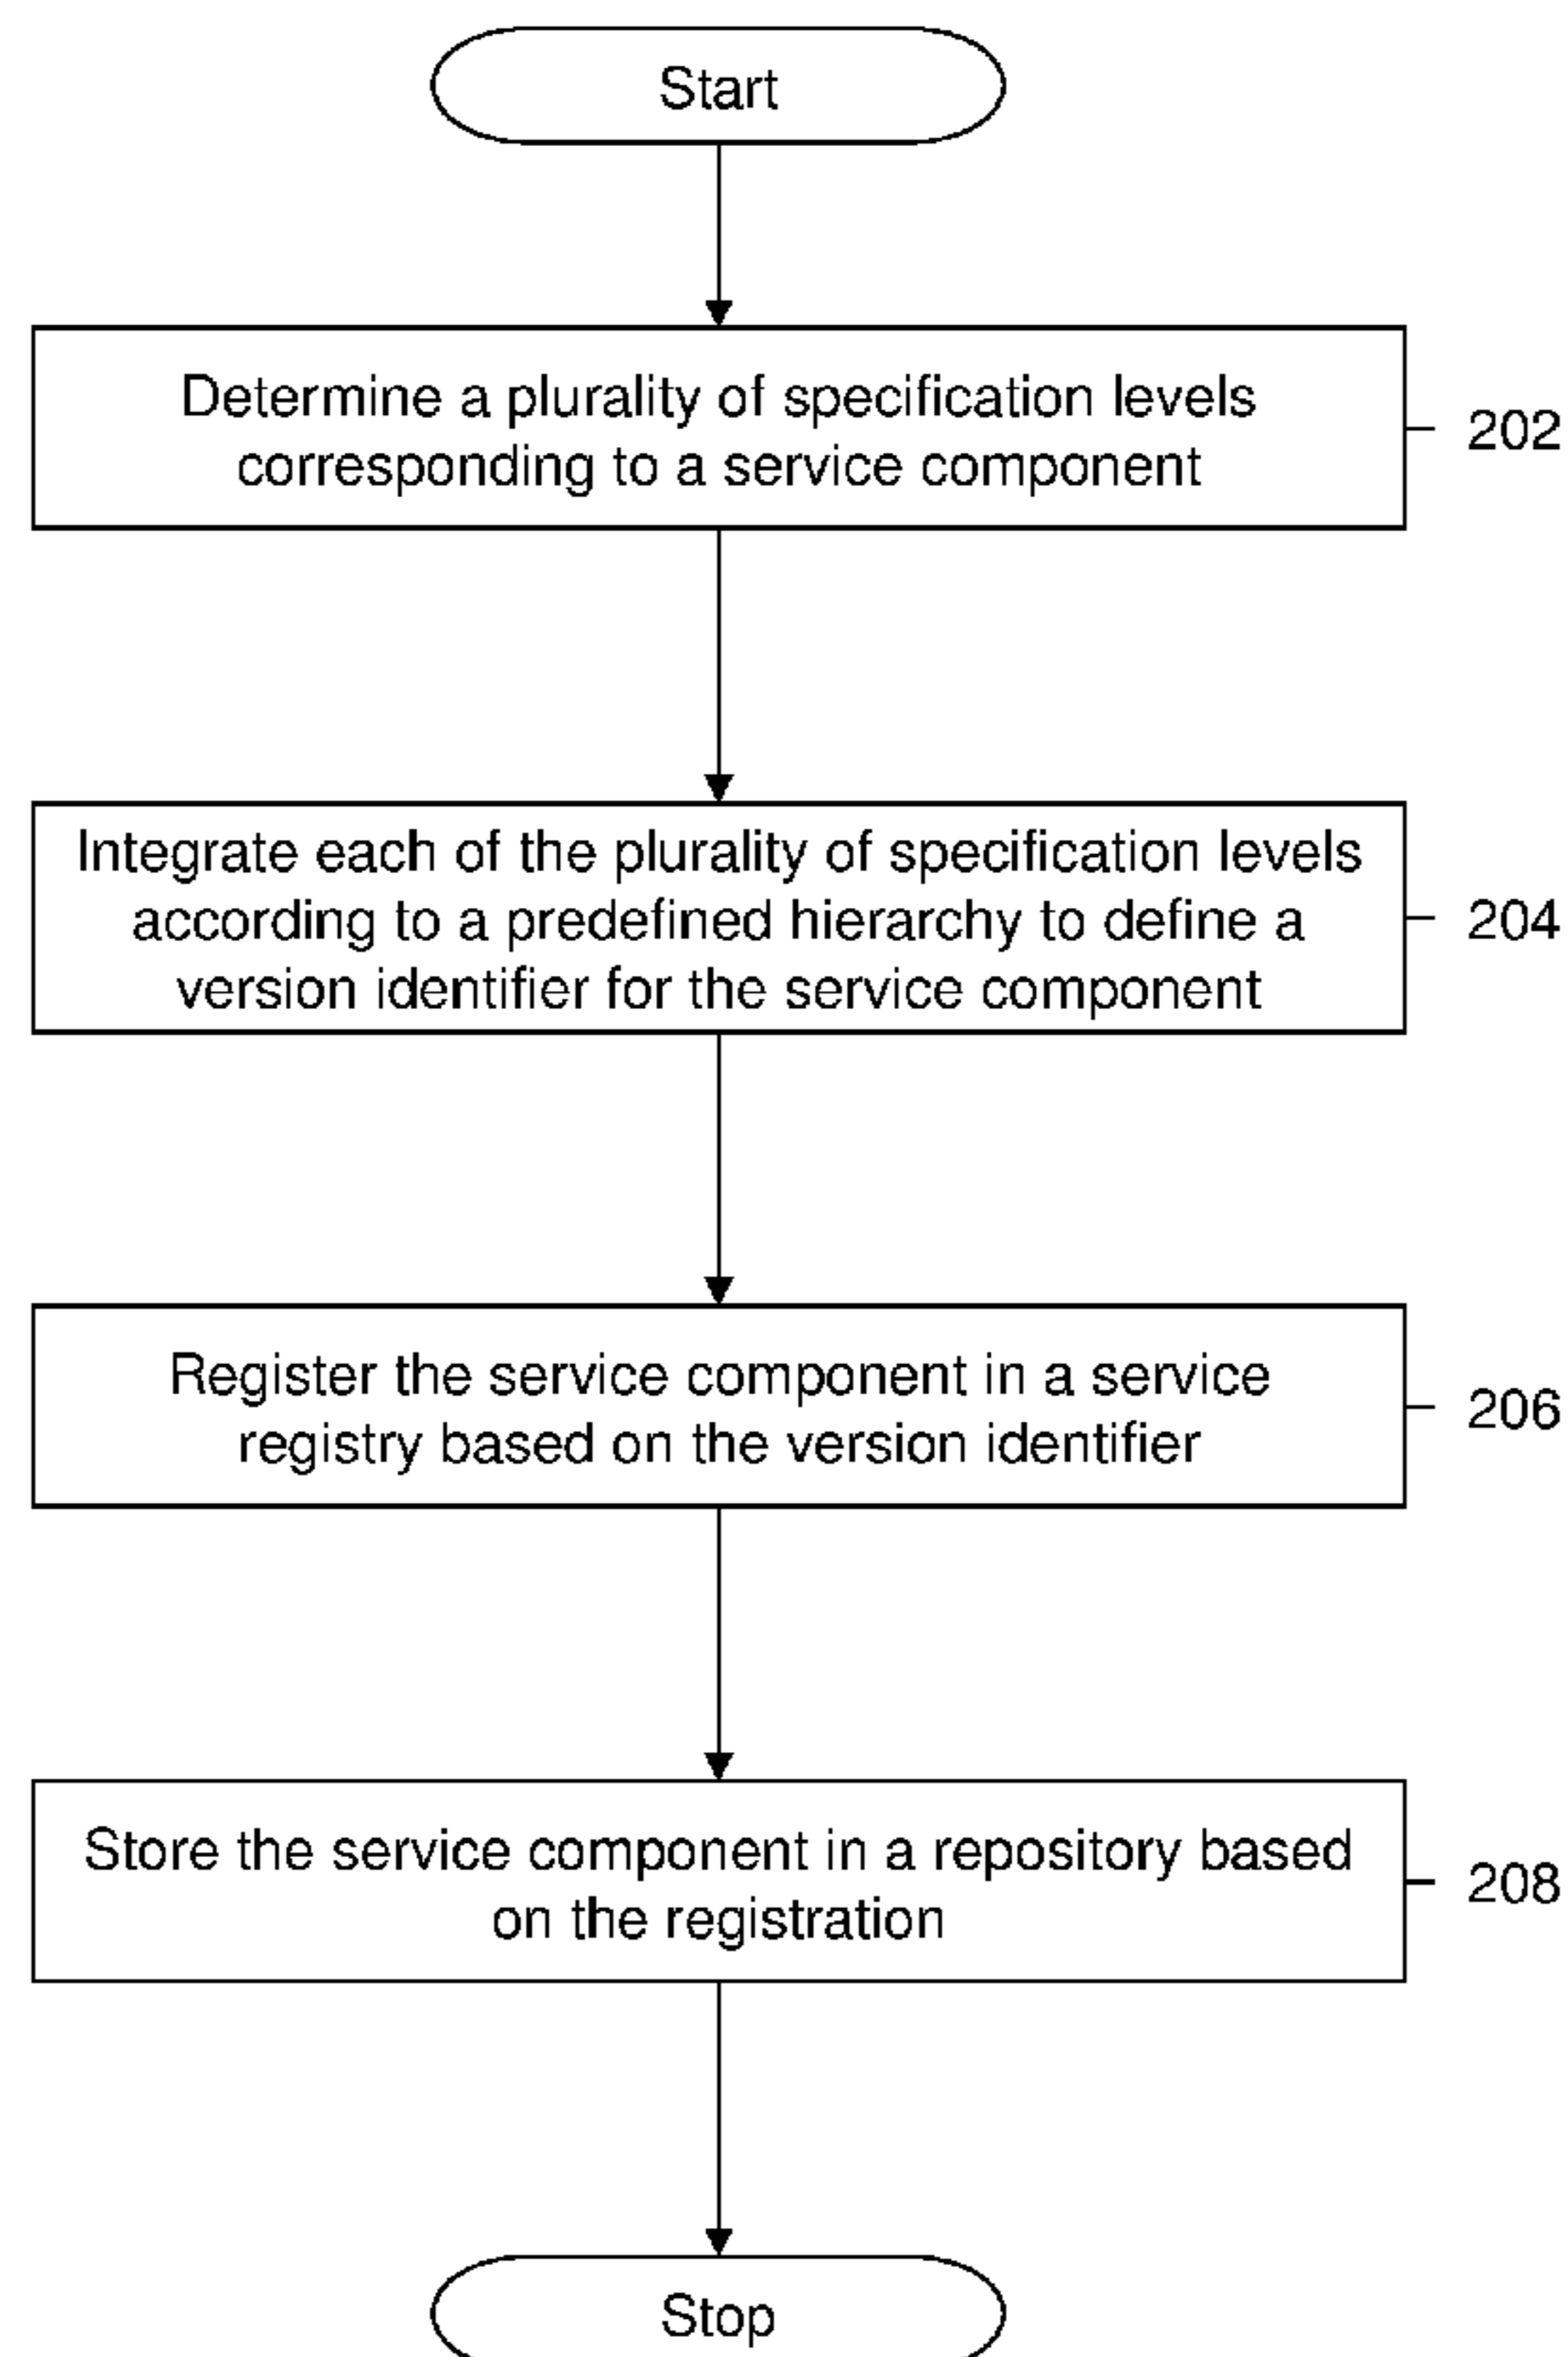 Start
Determine a plurality of specification levels
corresponding to a service component
202
Integrate each of the plurality of specification levels
according to a predefined hierarchy to define a
version identifier for the service component
204
Register the service component in a service
registry based on the version identifier
206
Store the service component in a repository based
on the registration
208
Stop